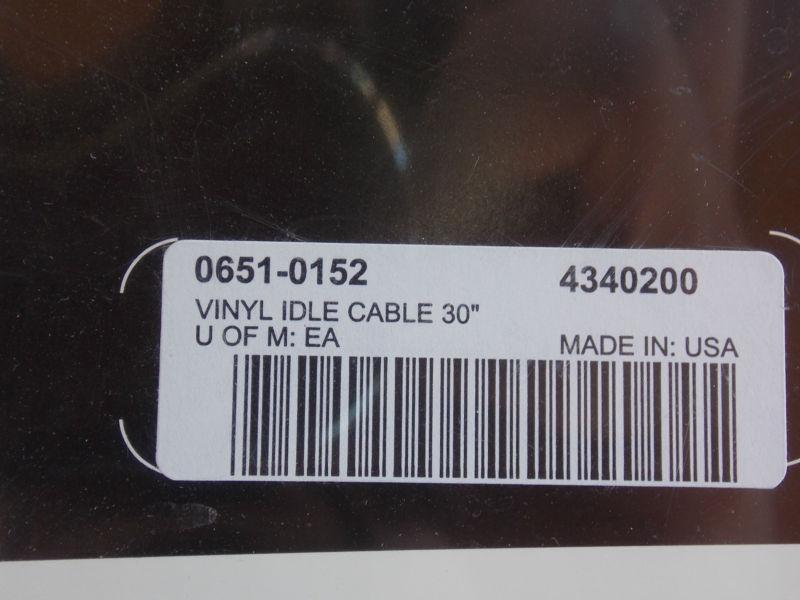 0651-0152 4340200
VINYL IDLE CABLE 30"
U OF M: EA MADE IN: USA